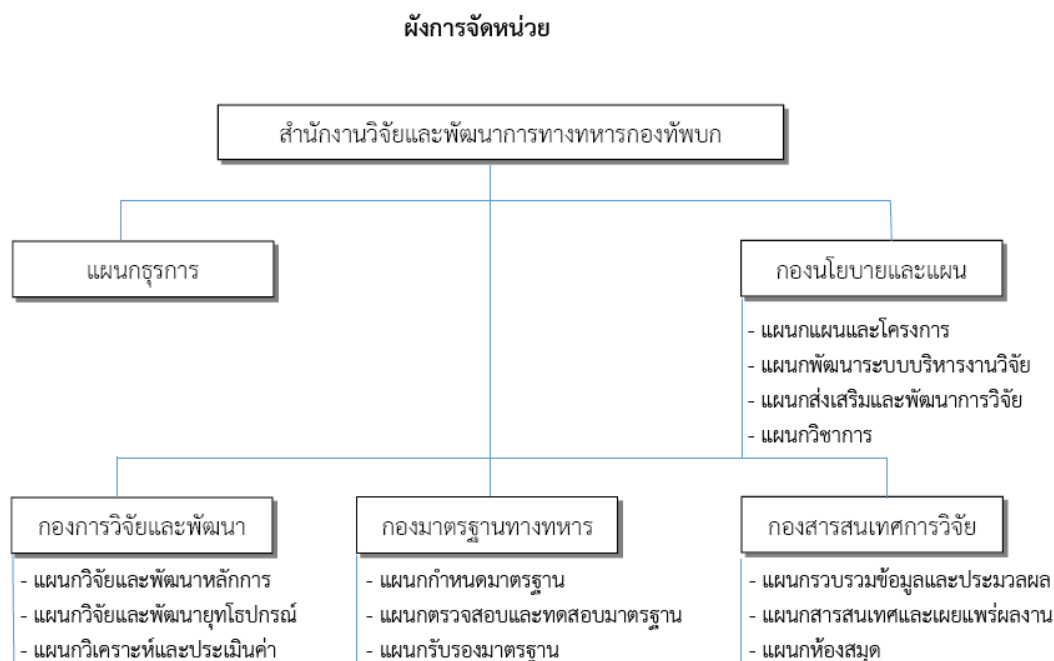 ผังการจัดหน่วย
สำนักงานวิจัยและพัฒนาการทางทหารกองทัพบก
แผนกธุรการ
กองนโยบายและแผน
- แผนกแผนและโครงการ
- แผนกพัฒนาระบบบริหารงานวิจัย
- แผนกส่งเสริมและพัฒนาการวิจัย
- แผนกวิชาการ
กองการวิจัยและพัฒนา
- แผนกวิจัยและพัฒนาหลักการ
- แผนกวิจัยและพัฒนายุทโธปกรณ์
- แผนกวิเคราะห์และประเมินค่า
กองมาตรฐานทางทหาร
- แผนกกำหนดมาตรฐาน
- แผนกตรวจสอบและทดสอบมาตรฐาน
- แผนกรับรองมาตรฐาน
กองสารสนเทศการวิจัย
- แผนกรวบรวมข้อมูลและประมวลผล
- แผนกสารสนเทศและเผยแพร่ผลงาน
- แผนกห้องสมุด